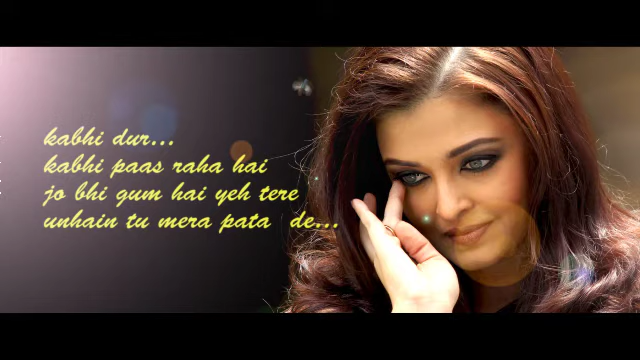 kabhi dur...
kabhi paas raha hai
jo bhi gum hai yeh tere
unhain tu mera pata de...